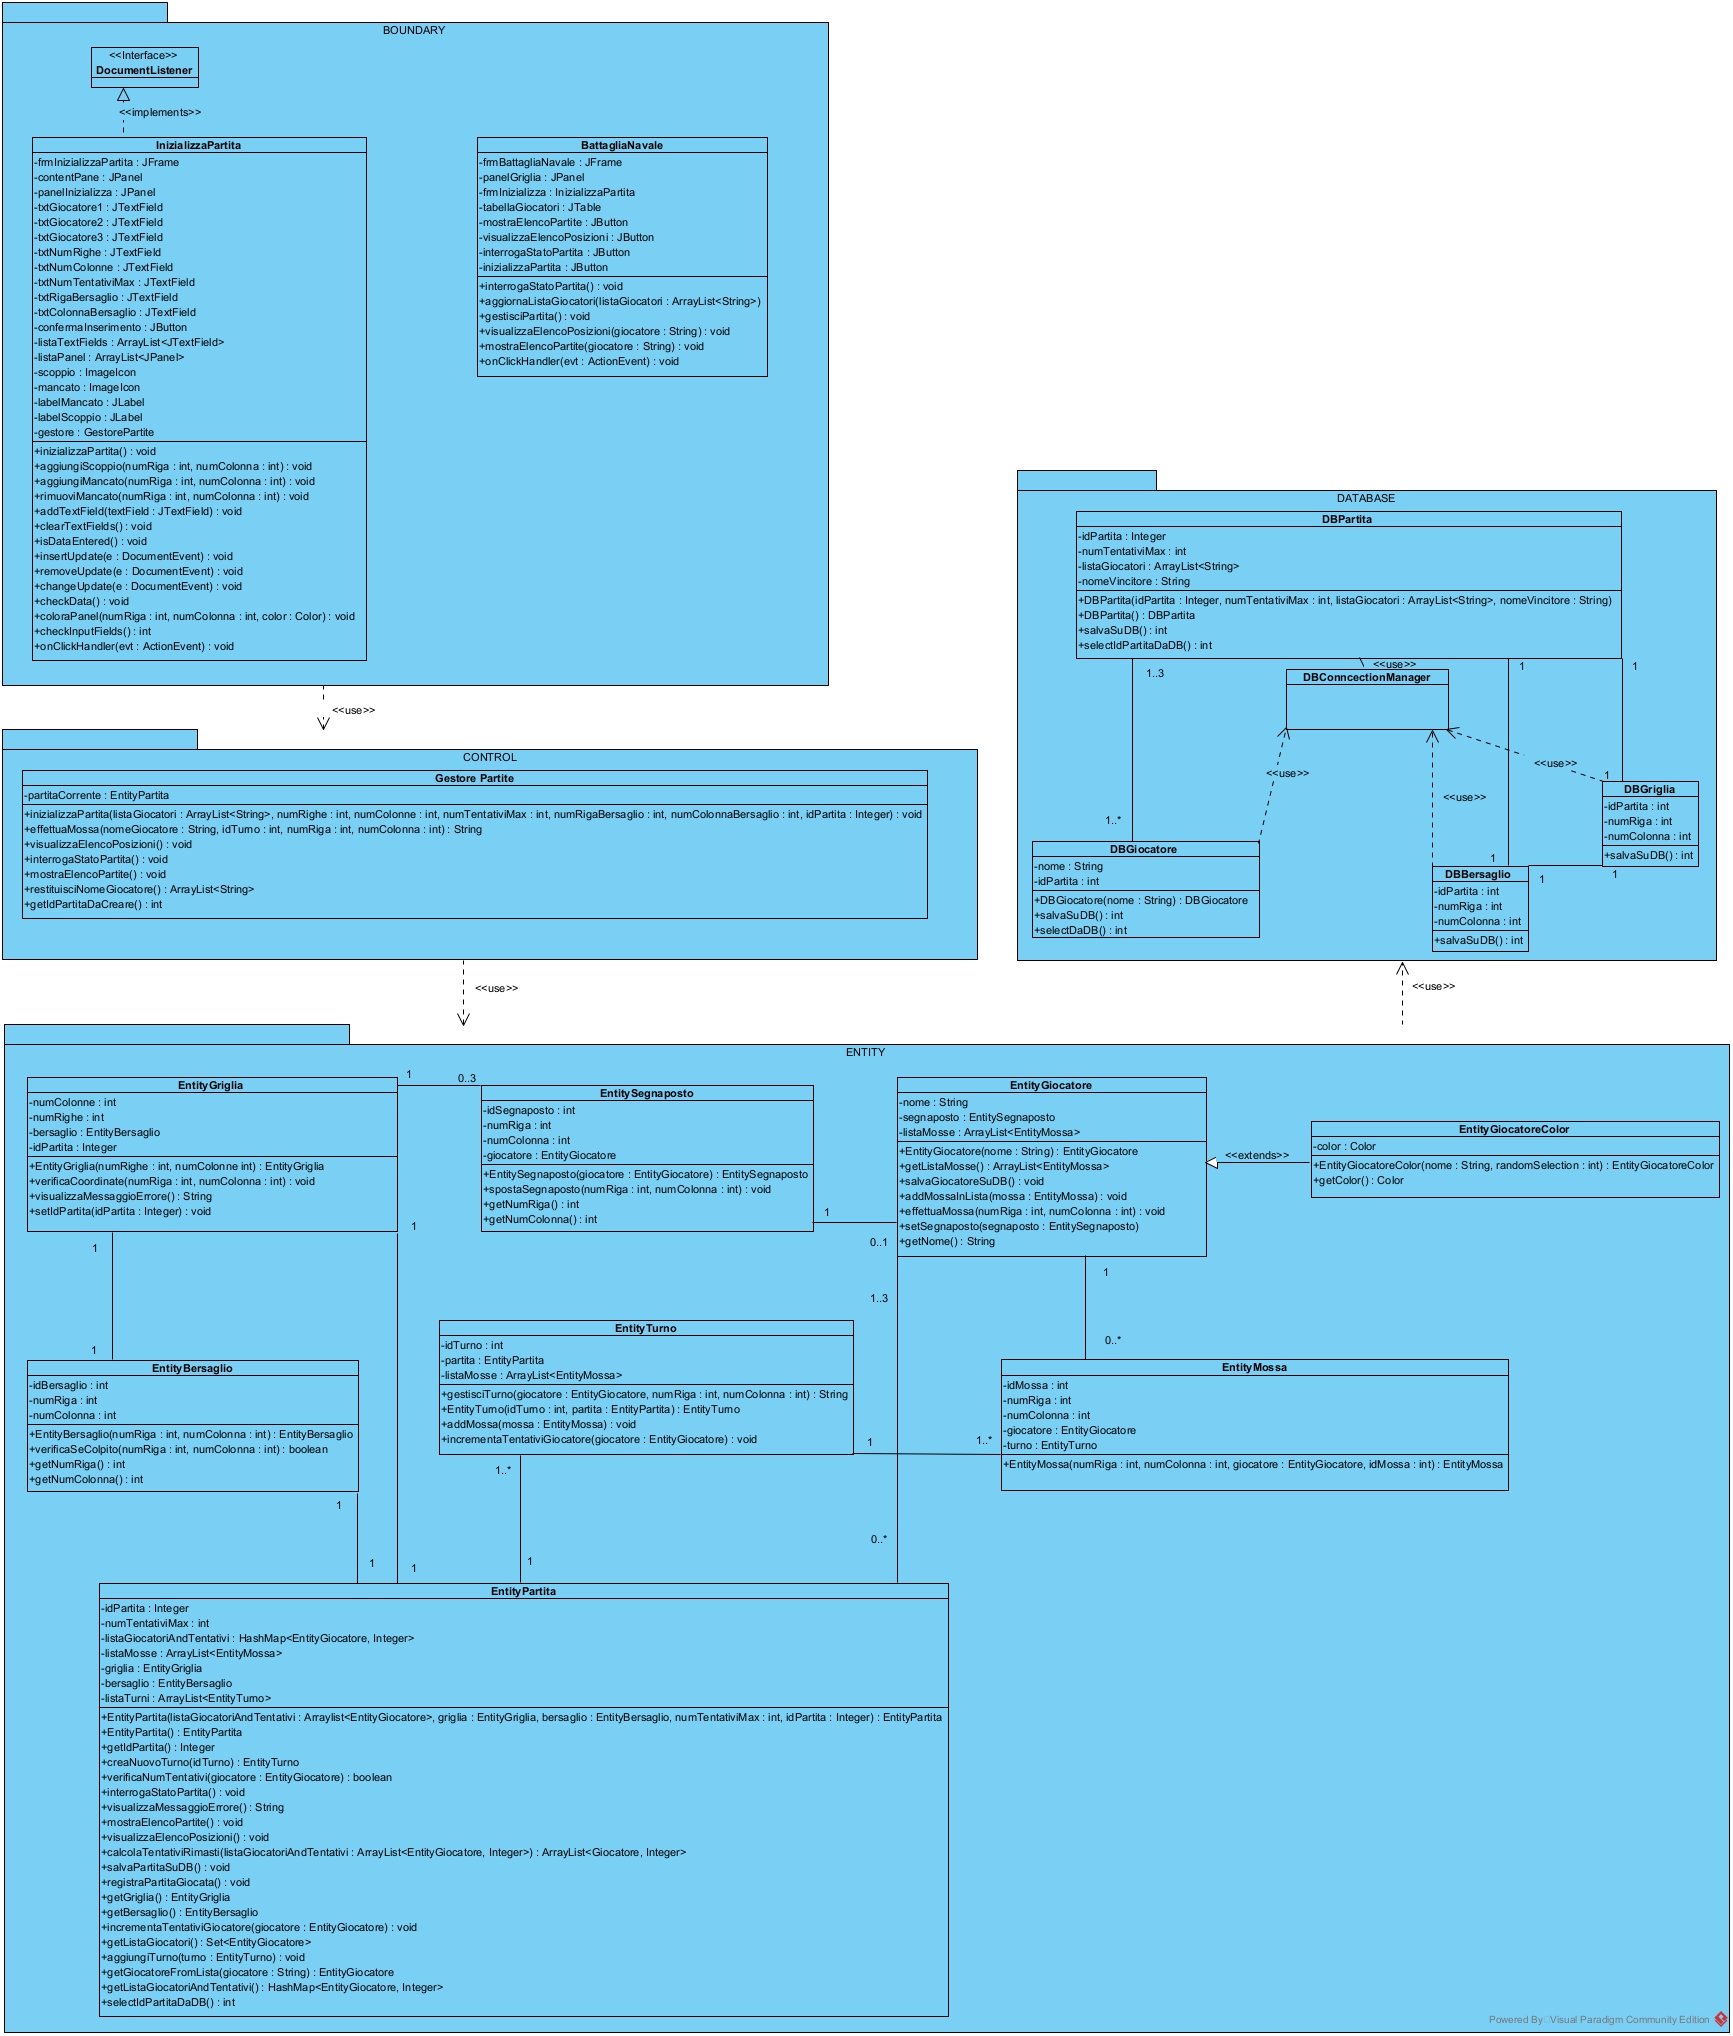 BOUNDARY
<<Interface>>
DocumentListener
<<implements>>
InizializzaPartita
-frmInizializzaPartita : JFrame
-contentPane : JPanel
-panelInizializza : JPanel
-txtGiocatore1 : JTextField
-txtGiocatore2 : JTextField
-txtGiocatore3 : JTextField
-txtNumRighe : JTextField
-txtNumColonne : JTextField
-txtNumTentativiMax : JTextField
-txtRigaBersaglio : JTextField
-txtColonnaBersaglio : JTextField
-confermaInserimento : JButton
-listaTextFields : ArrayList<JTextField>
-listaPanel : ArrayList<JPanel>
-scoppio : ImageIcon
-mancato : ImageIcon
-labelMancato : JLabel
-labelScoppio : JLabel
-gestore : GestorePartite
+inizializzaPartita() : void
+aggiungiScoppio(numRiga : int, numColonna : int) : void
+aggiungiMancato(numRiga : int, numColonna : int) : void
+rimuoviMancato(numRiga : int, numColonna : int) : void
+addTextField(textField : JTextField) : void
+clearTextFields() : void
+isDataEntered() : void
+insertUpdate(e : DocumentEvent) : void
+removeUpdate(e : DocumentEvent) : void
+changeUpdate(e : DocumentEvent) : void
+checkData() : void
+coloraPanel(numRiga : int, numColonna : int, color : Color) : void
+checkInputFields() : int
+onClickHandler(evt : ActionEvent) : void
BattagliaNavale
-frmBattagliaNavale : JFrame
-panelGriglia : JPanel
-frmInizializza : InizializzaPartita
-tabellaGiocatori : JTable
-mostraElencoPartite : JButton
-visualizzaElencoPosizioni : JButton
-interrogaStatoPartita : JButton
-inizializzaPartita : JButton
+interrogaStatoPartita() : void
+aggiornaListaGiocatori(listaGiocatori : ArrayList<String>)
+gestisciPartita() : void
+visualizzaElencoPosizioni(giocatore : String) : void
+mostraElencoPartite(giocatore : String) : void
+onClickHandler(evt : ActionEvent) : void
<<use>>
CONTROL
Gestore Partite
-partitaCorrente : EntityPartita
+inizializzaPartita(listaGiocatori : ArrayList<String>, numRighe : int, numColonne : int, numTentativiMax : int, numRigaBersaglio : int, numColonnaBersaglio : int, idPartita : Integer) : void
+effettuaMossa(nomeGiocatore : String, idTurno : int, numRiga : int, numColonna : int) : String
+visualizzaElencoPosizioni() : void
+interrogaStatoPartita() : void
+mostraElencoPartite() : void
+restituisciNomeGiocatore() : ArrayList<String>
+getIdPartitaDaCreare() : int
<<use>>
DATABASE
DBPartita
-idPartita : Integer
-numTentativiMax : int
-listaGiocatori : ArrayList<String>
-nomeVincitore : String
+DBPartita(idPartita : Integer, numTentativiMax : int, listaGiocatori : ArrayList<String>, nomeVincitore : String)
+DBPartita() : DBPartita
+salvaSuDB() : int
+selectIdPartitaDaDB() : int
1..3
<<use>>
1
1
DBConncectionManager
<<use>>
<<use>>
<<use>>
1
1..*
1
DBGiocatore
-nome : String
-idPartita : int
+DBGiocatore(nome : String) : DBGiocatore
+salvaSuDB() : int
+selectDaDB() : int
DBGriglia
-idPartita : int
-numRiga : int
-numColonna : int
+salvaSuDB() : int
1
1
DBBersaglio
-idPartita : int
-numRiga : int
-numColonna : int
+salvaSuDB() : int
<<use>>
ENTITY
EntityGriglia
-numColonne : int
-numRighe : int
-bersaglio : EntityBersaglio
-idPartita : Integer
+EntityGriglia(numRighe : int, numColonne int) : EntityGriglia
+verificaCoordinate(numRiga : int, numColonna : int) : void
+visualizzaMessaggioErrore() : String
+setIdPartita(idPartita : Integer) : void
1
0..3
EntitySegnaposto
-idSegnaposto : int
-numRiga : int
-numColonna : int
-giocatore : EntityGiocatore
+EntitySegnaposto(giocatore : EntityGiocatore) : EntitySegnaposto
+spostaSegnaposto(numRiga : int, numColonna : int) : void
+getNumRiga() : int
+getNumColonna() : int
1
0..1
EntityGiocatore
-nome : String
-segnaposto : EntitySegnaposto
-listaMosse : ArrayList<EntityMossa>
+EntityGiocatore(nome : String) : EntityGiocatore
+getListaMosse() : ArrayList<EntityMossa>
+salvaGiocatoreSuDB() : void
+addMossaInLista(mossa : EntityMossa) : void
+effettuaMossa(numRiga : int, numColonna : int) : void
+setSegnaposto(segnaposto : EntitySegnaposto)
+getNome() : String
<<extends>>
EntityGiocatoreColor
-color : Color
+EntityGiocatoreColor(nome : String, randomSelection : int) : EntityGiocatoreColor
+getColor() : Color
1
1
1
1..3
1
0..*
EntityBersaglio
-idBersaglio : int
-numRiga : int
-numColonna : int
+EntityBersaglio(numRiga : int, numColonna : int) : EntityBersaglio
+verificaSeColpito(numRiga : int, numColonna : int) : boolean
+getNumRiga() : int
+getNumColonna() : int
EntityTurno
-idTurno : int
-partita : EntityPartita
-listaMosse : ArrayList<EntityMossa>
+gestisciTurno(giocatore : EntityGiocatore, numRiga : int, numColonna : int) : String
+EntityTurno(idTurno : int, partita : EntityPartita) : EntityTurno
+addMossa(mossa : EntityMossa) : void
+incrementaTentativiGiocatore(giocatore : EntityGiocatore) : void
1
1..*
EntityMossa
-idMossa : int
-numRiga : int
-numColonna : int
-giocatore : EntityGiocatore
-turno : EntityTurno
+EntityMossa(numRiga : int, numColonna : int, giocatore : EntityGiocatore, idMossa : int) : EntityMossa
1
1..*
0..*
1
1
1
EntityPartita
-idPartita : Integer
-numTentativiMax : int
-listaGiocatoriAndTentativi : HashMap<EntityGiocatore, Integer>
-listaMosse : ArrayList<EntityMossa>
-griglia : EntityGriglia
-bersaglio : EntityBersaglio
-listaTurni : ArrayList<EntityTurno>
+EntityPartita(listaGiocatoriAndTentativi : Arraylist<EntityGiocatore>, griglia : EntityGriglia, bersaglio : EntityBersaglio, numTentativiMax : int, idPartita : Integer) : EntityPartita
+EntityPartita() : EntityPartita
+getIdPartita() : Integer
+creaNuovoTurno(idTurno) : EntityTurno
+verificaNumTentativi(giocatore : EntityGiocatore) : boolean
+interrogaStatoPartita() : void
+visualizzaMessaggioErrore() : String
+mostraElencoPartite() : void
+visualizzaElencoPosizioni() : void
+calcolaTentativiRimasti(listaGiocatoriAndTentativi : ArrayList<EntityGiocatore, Integer>) : ArrayList<Giocatore, Integer>
+salvaPartitaSuDB() : void
+registraPartitaGiocata() : void
+getGriglia() : EntityGriglia
+getBersaglio() : EntityBersaglio
+incrementaTentativiGiocatore(giocatore : EntityGiocatore) : void
+getListaGiocatori() : Set<EntityGiocatore>
+aggiungiTurno(turno : EntityTurno) : void
+getGiocatoreFromLista(giocatore : String) : EntityGiocatore
+getListaGiocatoriAndTentativi() : HashMap<EntityGiocatore, Integer>
+selectIdPartitaDaDB() : int
Powered By Visual Paradigm Community Edition